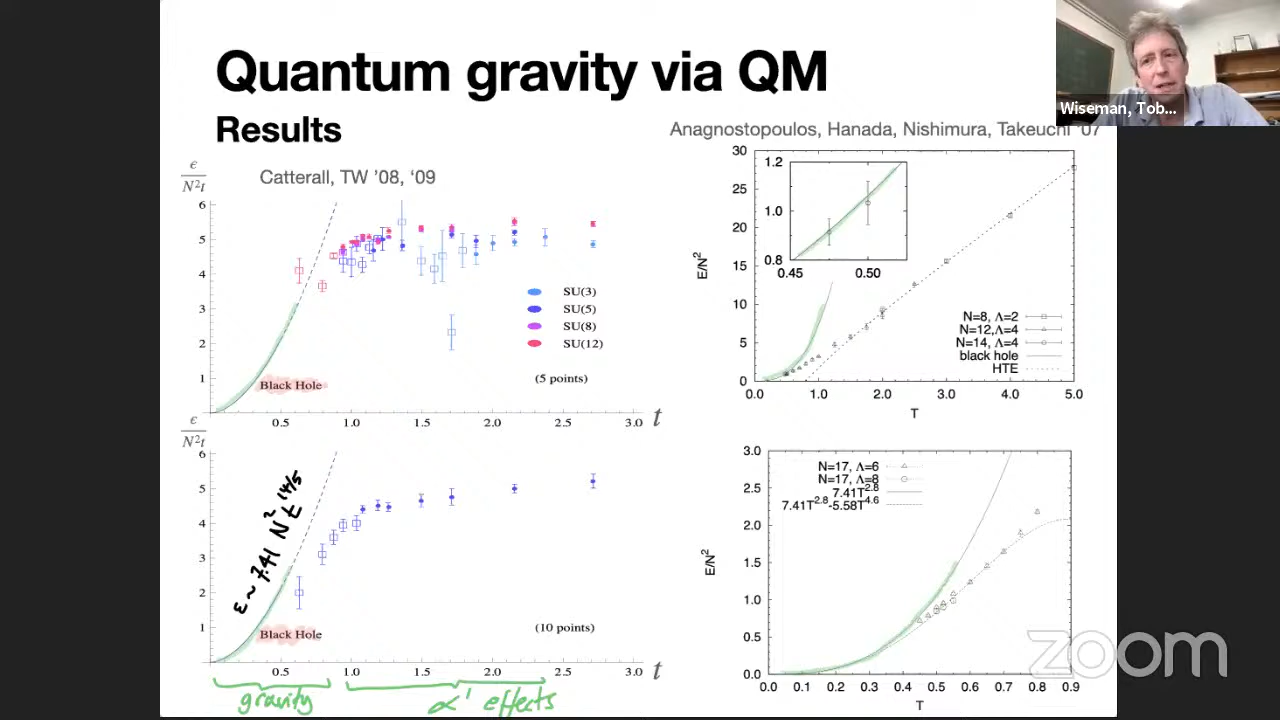 Quantum gravity via QM
Results
Wiseman, Tob...
Anagnostopoulos, Hanada, Nishimura, Takeuchi '07
Catterall, TW '08, '09
ϵ
N²t
6
5
4
3
2
1
0.5 1.0 1.5 2.0 2.5 3.0 t
SU(3)
SU(5)
SU(8)
SU(12)
Black Hole
(5 points)
ϵ
N²t
6
5
4
3
2
1
ε ~ 7.41 N² t^14/5
Black Hole
(10 points)
0.5 1.0 1.5 2.0 2.5 3.0 t
gravity
α' effects
30
25
20
15
10
5
0
E/N²
1.2
1.0
0.8
0.45 0.50
N=8, Λ=2
N=12, Λ=4
N=14, Λ=4
black hole
HTE
0 1.0 2.0 3.0 4.0 5.0
T
3.0
2.5
2.0
1.5
1.0
0.5
0.0
E/N²
N=17, Λ=6
N=17, Λ=8
7.41T^2.8
7.41T^2.8-5.58T^4.6
0.0 0.1 0.2 0.3 0.4 0.5 0.6 0.7 0.8 0.9
T
zoom